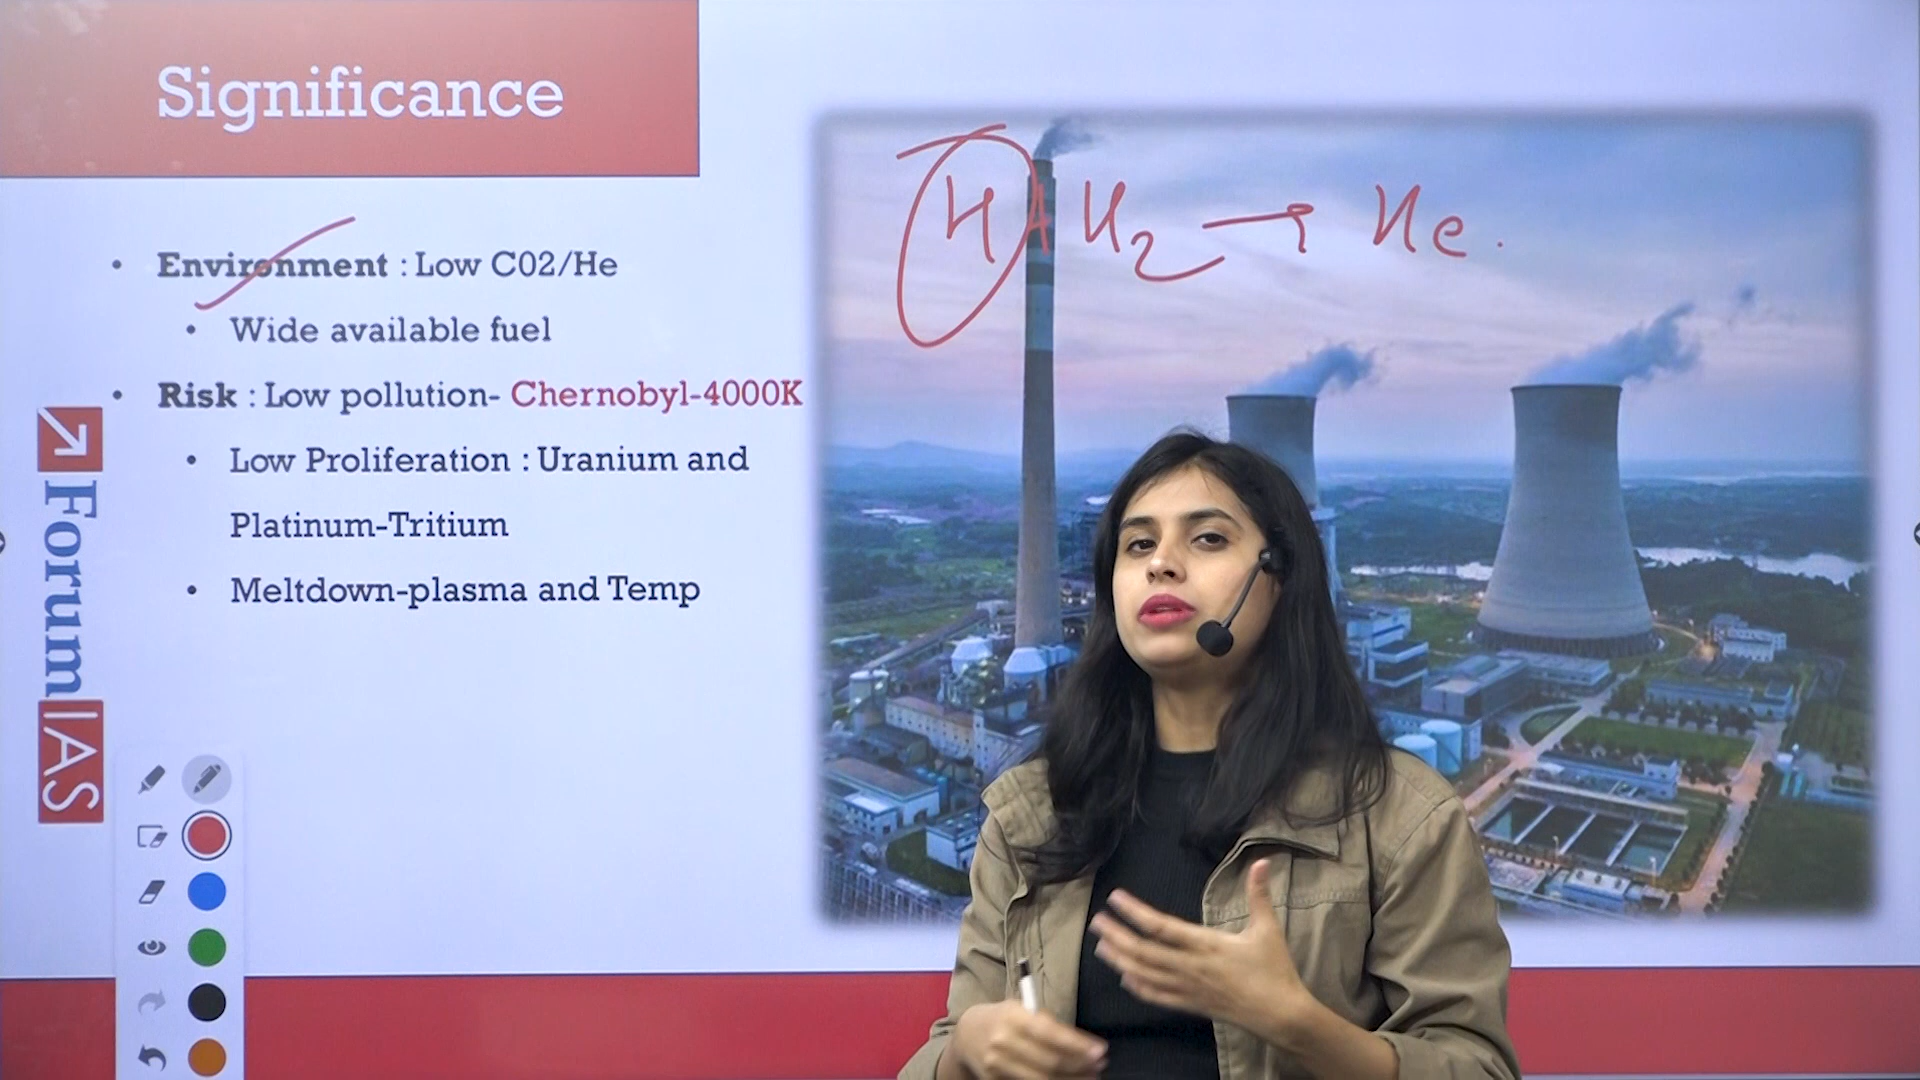 Significance
• Environment : Low C02/He
• Wide available fuel
• Risk : Low pollution- Chernobyl-4000K
• Low Proliferation : Uranium and
Platinum-Tritium
• Meltdown-plasma and Temp
H H2 → He.
ForumIAS